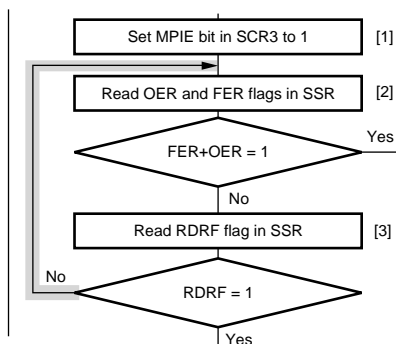 Set MPIE bit in SCR3 to 1
[1]
Read OER and FER flags in SSR
[2]
Yes
FER+OER = 1
No
Read RDRF flag in SSR
[3]
No
RDRF = 1
Yes